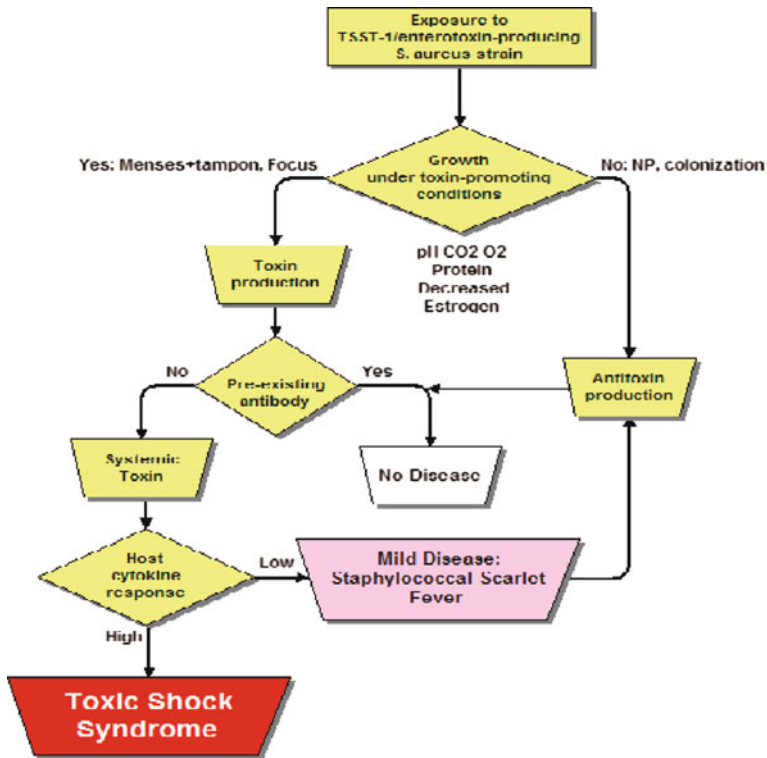 Exposure to
TSST-1/enterotoxin-producing
S. aureus strain
Yes: Menses+tampon, Focus
Growth
under toxin-promoting
conditions
No: NP, colonization
pH CO2 O2
Protein
Decreased
Estrogen
Toxin
production
No
Pre-existing
antibody
Yes
Antitoxin
production
Systemic
Toxin
No Disease
Host
cytokine
response
Low
Mild Disease:
Staphylococcal Scarlet
Fever
High
Toxic Shock
Syndrome